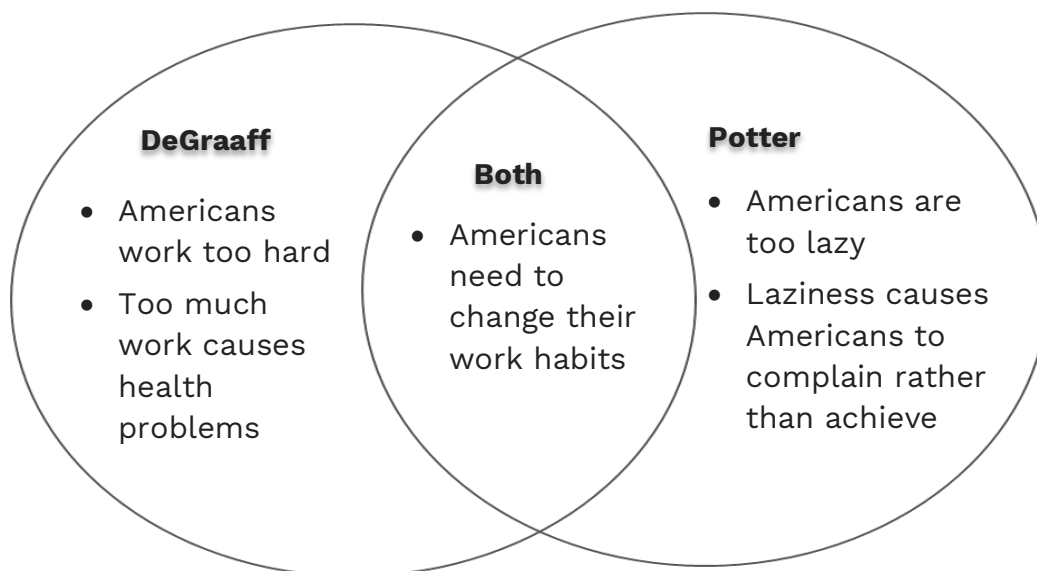 DeGraaff
• Americans
work too hard
• Too much
work causes
health
problems
Both
• Americans
need to
change their
work habits
Potter
• Americans are
too lazy
• Laziness causes
Americans to
complain rather
than achieve